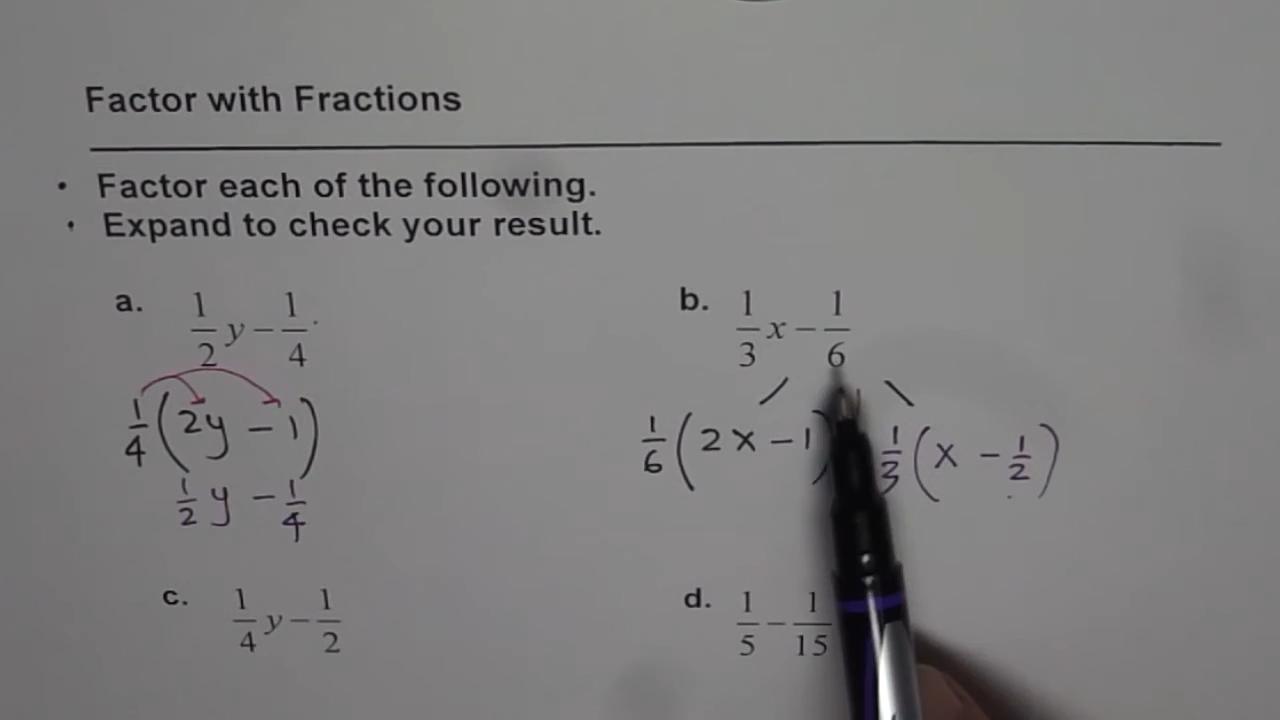 Factor with Fractions
• Factor each of the following.
• Expand to check your result.
a. 1/2 y − 1/4
b. 1/3 x − 1/6
1/4 (2y − 1)
1/6 (2x − 1
1/3 (x − 1/2)
1/2 y − 1/4
c. 1/4 y − 1/2
d. 1/5 − 1/15